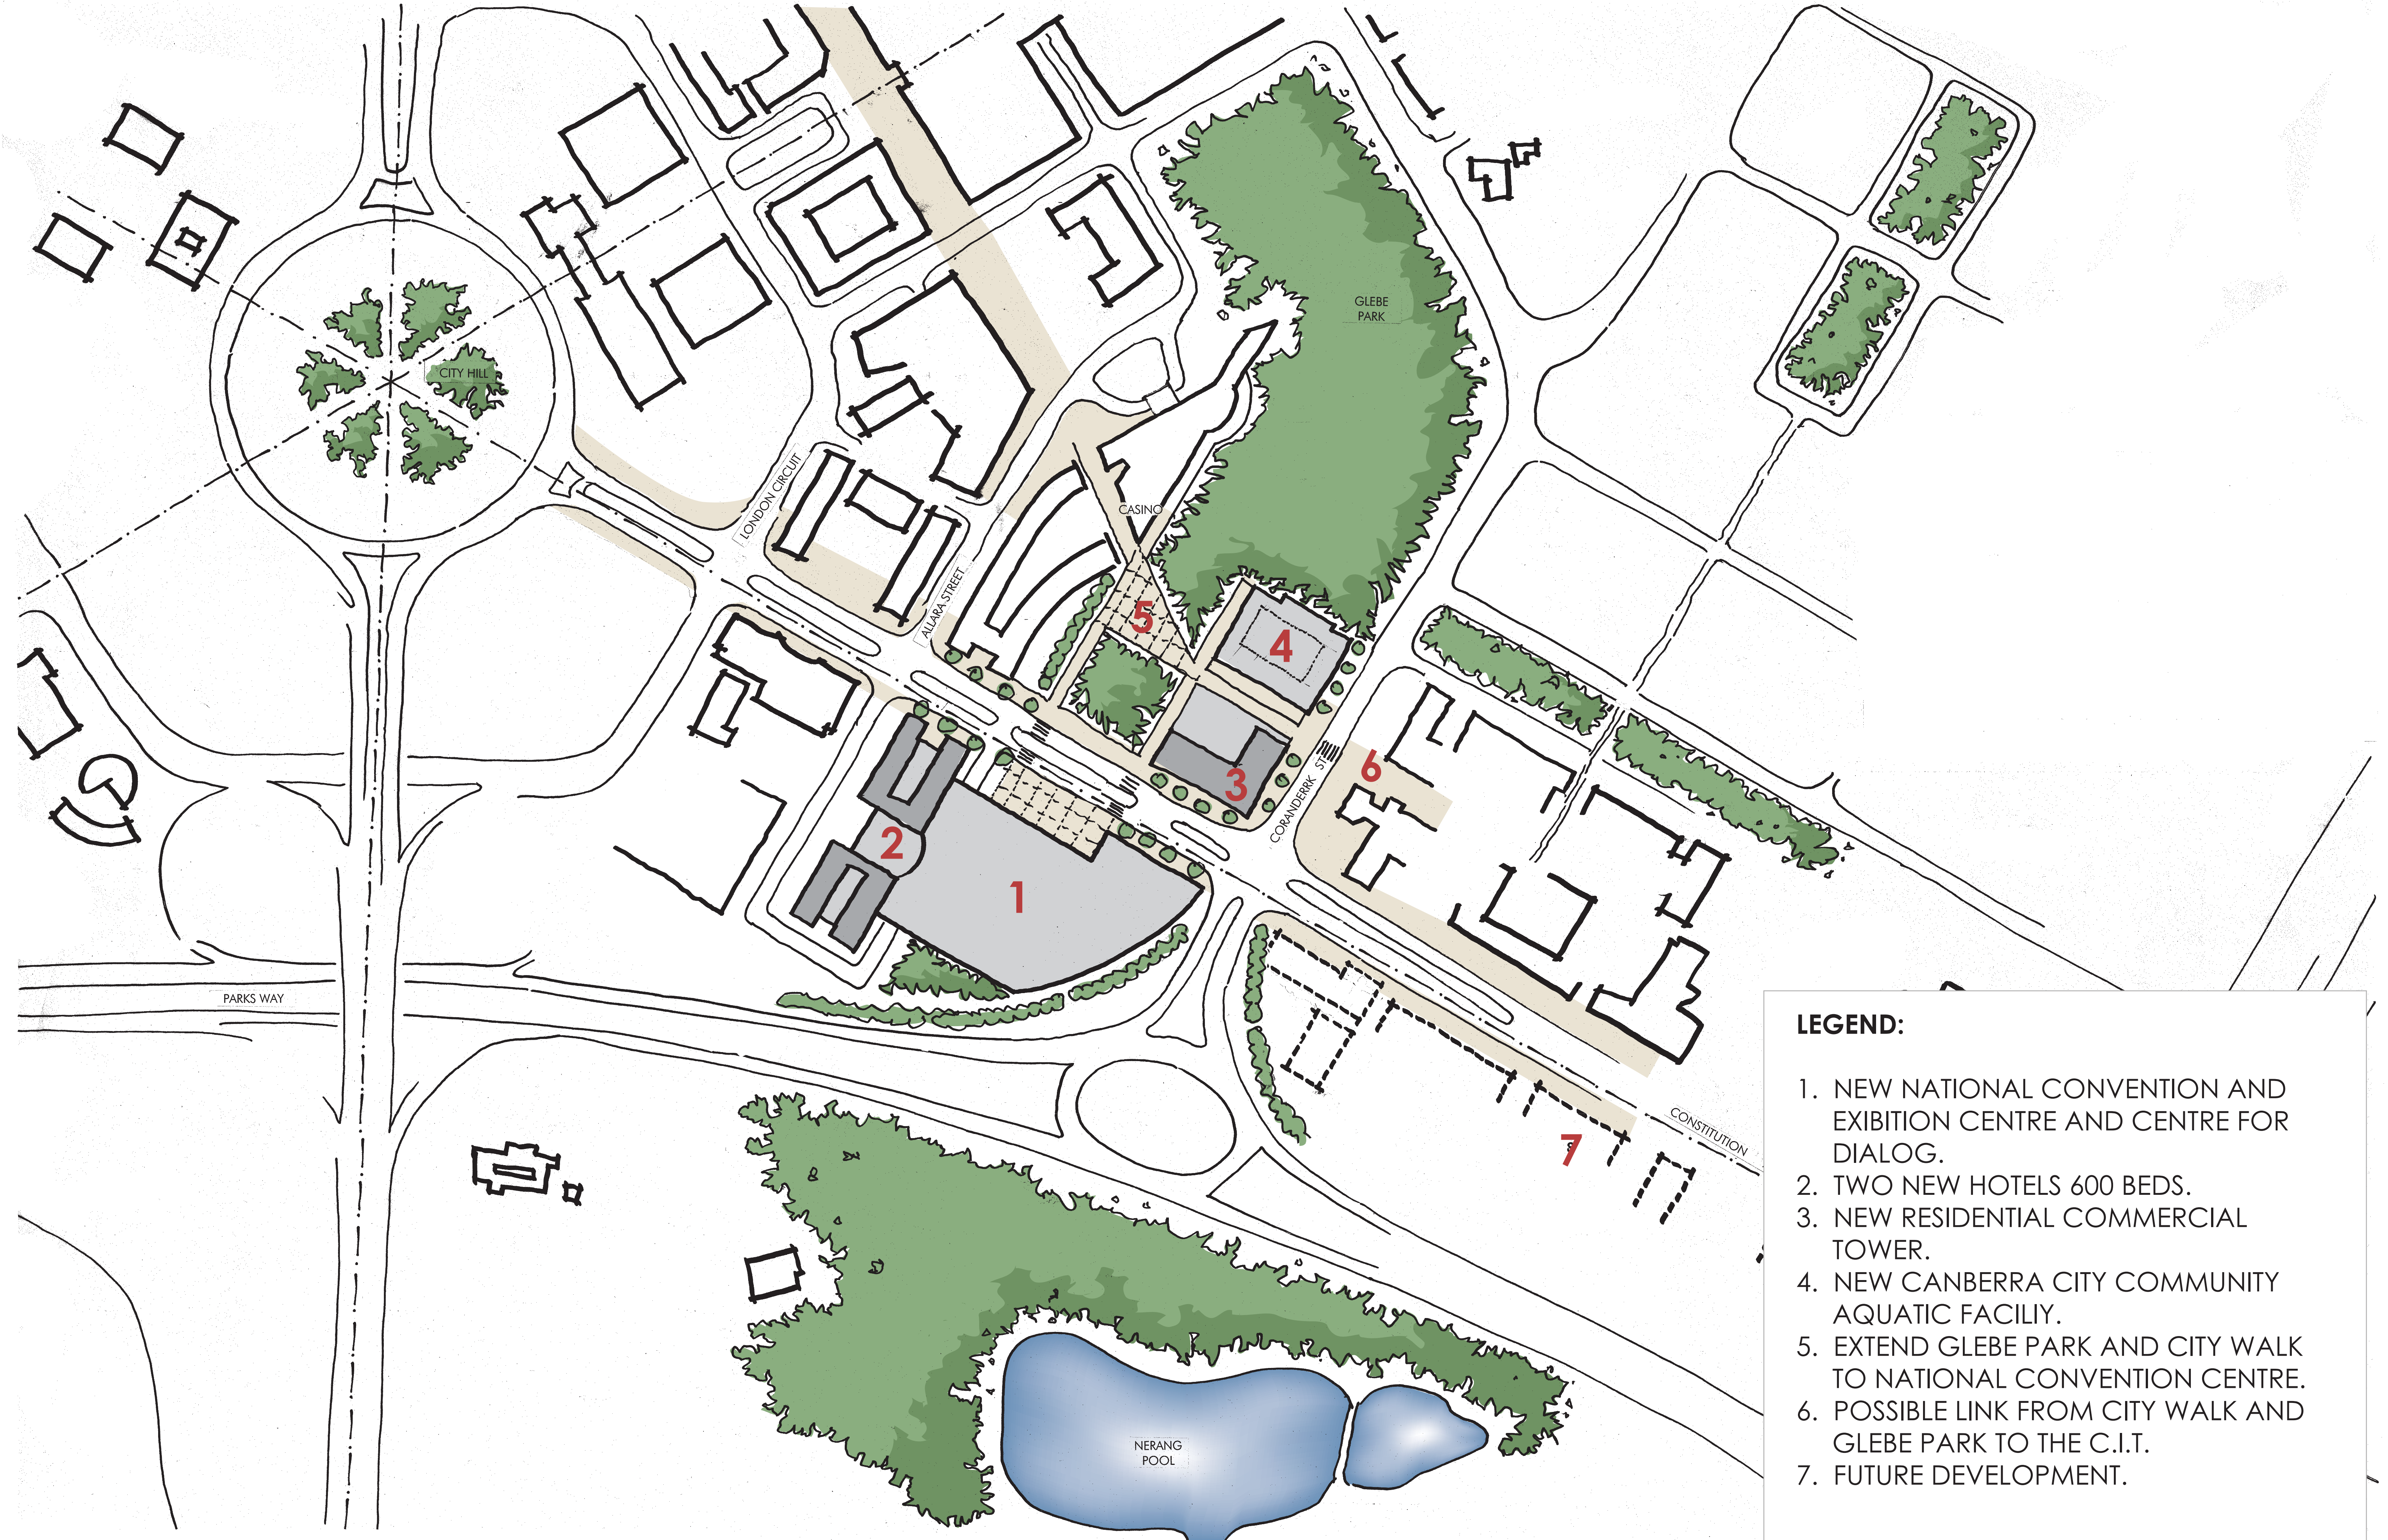 GLEBE
PARK
CITY HILL
LONDON CIRCUIT
CASINO
ALLARA STREET
5
4
6
3
CORANDERRK ST
2
1
PARKS WAY
7
CONSTITUTION
NERANG
POOL
LEGEND:
1. NEW NATIONAL CONVENTION AND
EXIBITION CENTRE AND CENTRE FOR
DIALOG.
2. TWO NEW HOTELS 600 BEDS.
3. NEW RESIDENTIAL COMMERCIAL
TOWER.
4. NEW CANBERRA CITY COMMUNITY
AQUATIC FACILIY.
5. EXTEND GLEBE PARK AND CITY WALK
TO NATIONAL CONVENTION CENTRE.
6. POSSIBLE LINK FROM CITY WALK AND
GLEBE PARK TO THE C.I.T.
7. FUTURE DEVELOPMENT.